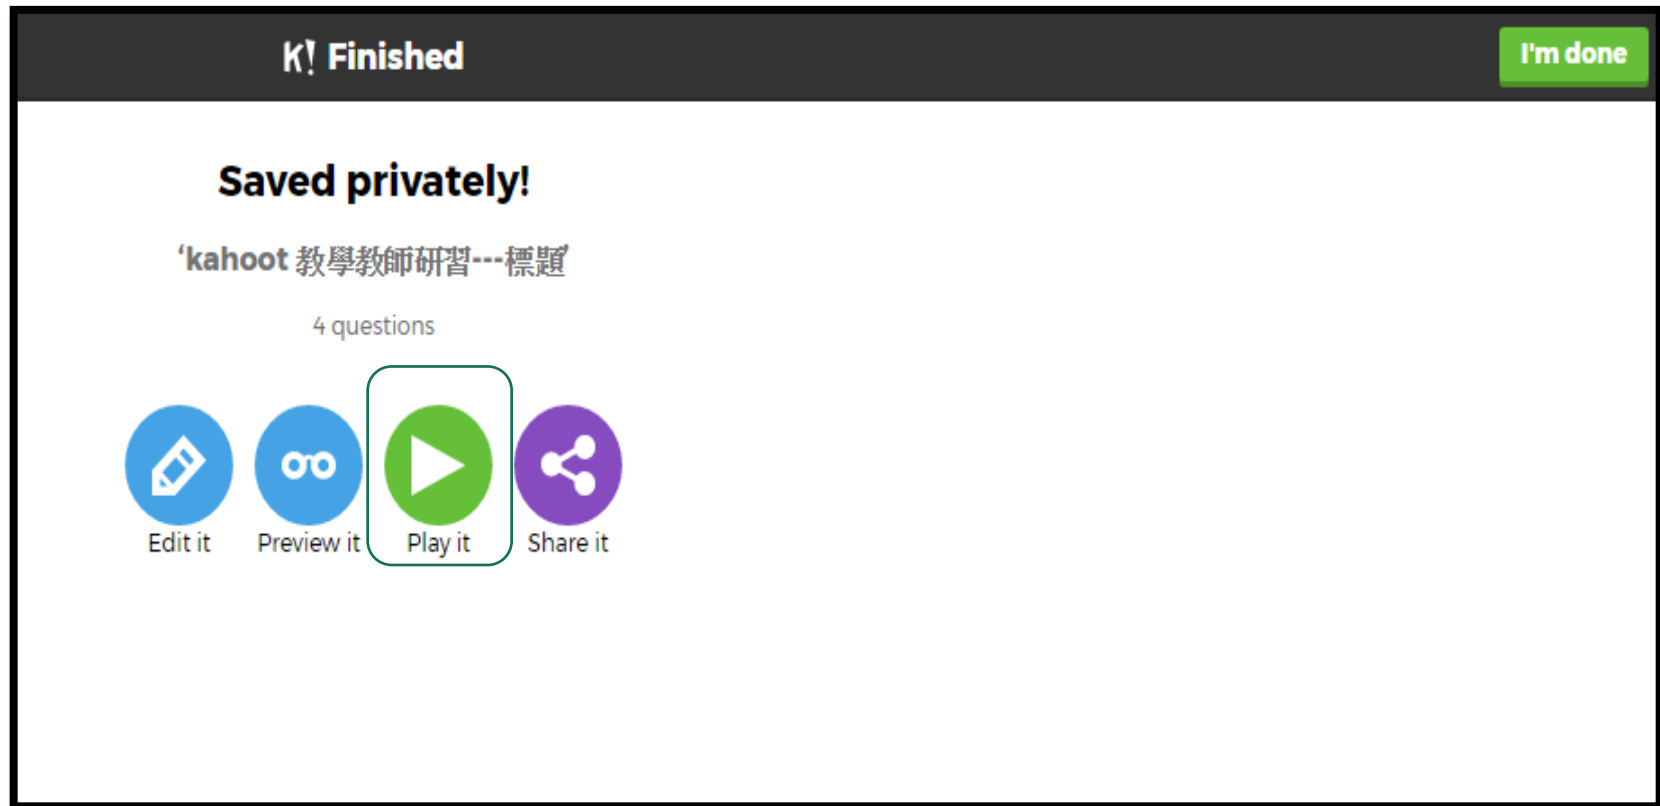 K! Finished
I'm done
Saved privately!
‘kahoot 教學教師研習---標題’
4 questions
Edit it
Preview it
Play it
Share it